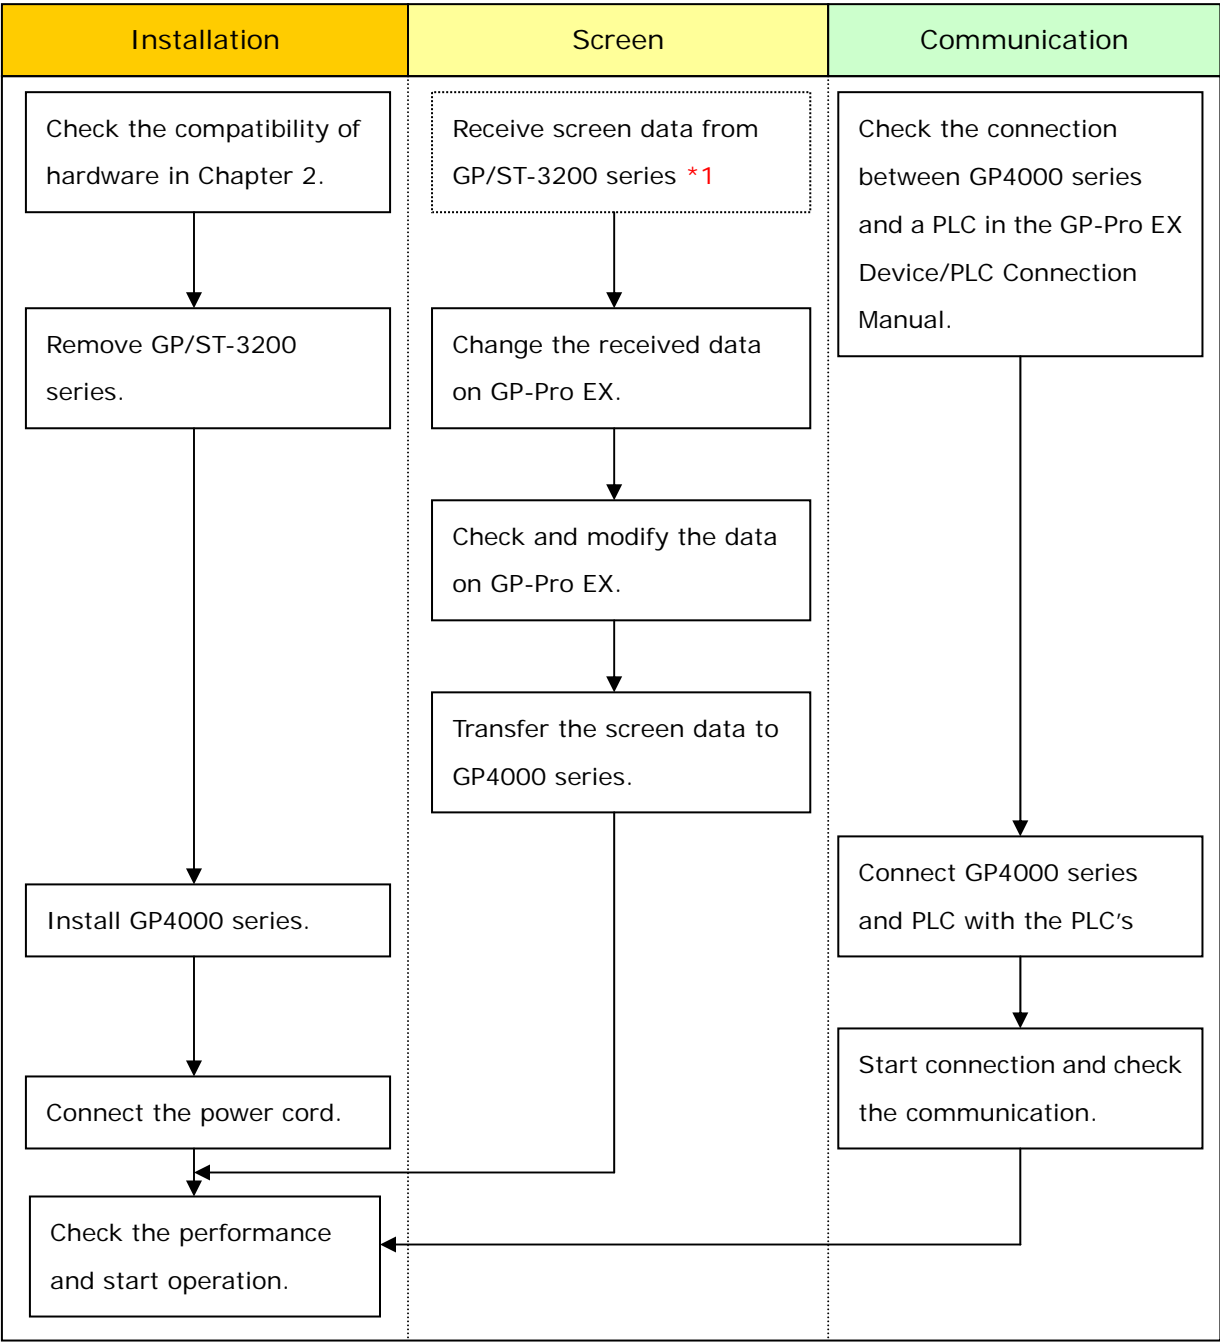 Installation
Screen
Communication
Check the compatibility of
hardware in Chapter 2.
Remove GP/ST-3200
series.
Install GP4000 series.
Connect the power cord.
Check the performance
and start operation.
Receive screen data from
GP/ST-3200 series *1
Change the received data
on GP-Pro EX.
Check and modify the data
on GP-Pro EX.
Transfer the screen data to
GP4000 series.
Check the connection
between GP4000 series
and a PLC in the GP-Pro EX
Device/PLC Connection
Manual.
Connect GP4000 series
and PLC with the PLC’s
Start connection and check
the communication.